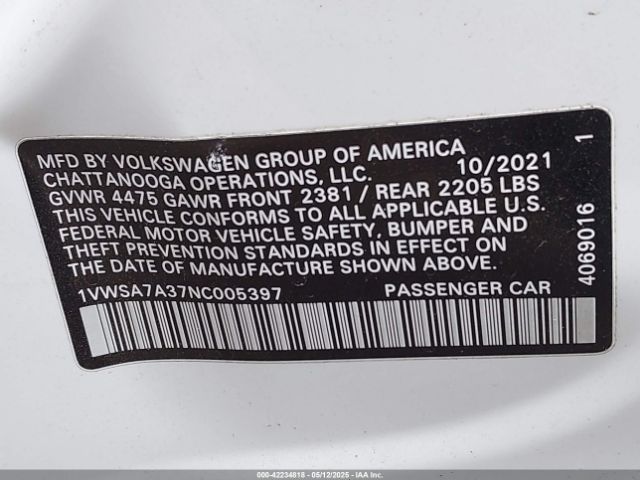 MFD BY VOLKSWAGEN GROUP OF AMERICA
CHATTANOOGA OPERATIONS, LLC. 10/2021
GVWR 4475 GAWR FRONT 2381 / REAR 2205 LBS
THIS VEHICLE CONFORMS TO ALL APPLICABLE U.S.
FEDERAL MOTOR VEHICLE SAFETY, BUMPER AND
THEFT PREVENTION STANDARDS IN EFFECT ON
THE DATE OF MANUFACTURE SHOWN ABOVE.
1VWSA7A37NC005397 PASSENGER CAR
4069016 1
000-42234818 - 05/12/2025 - IAAI.com